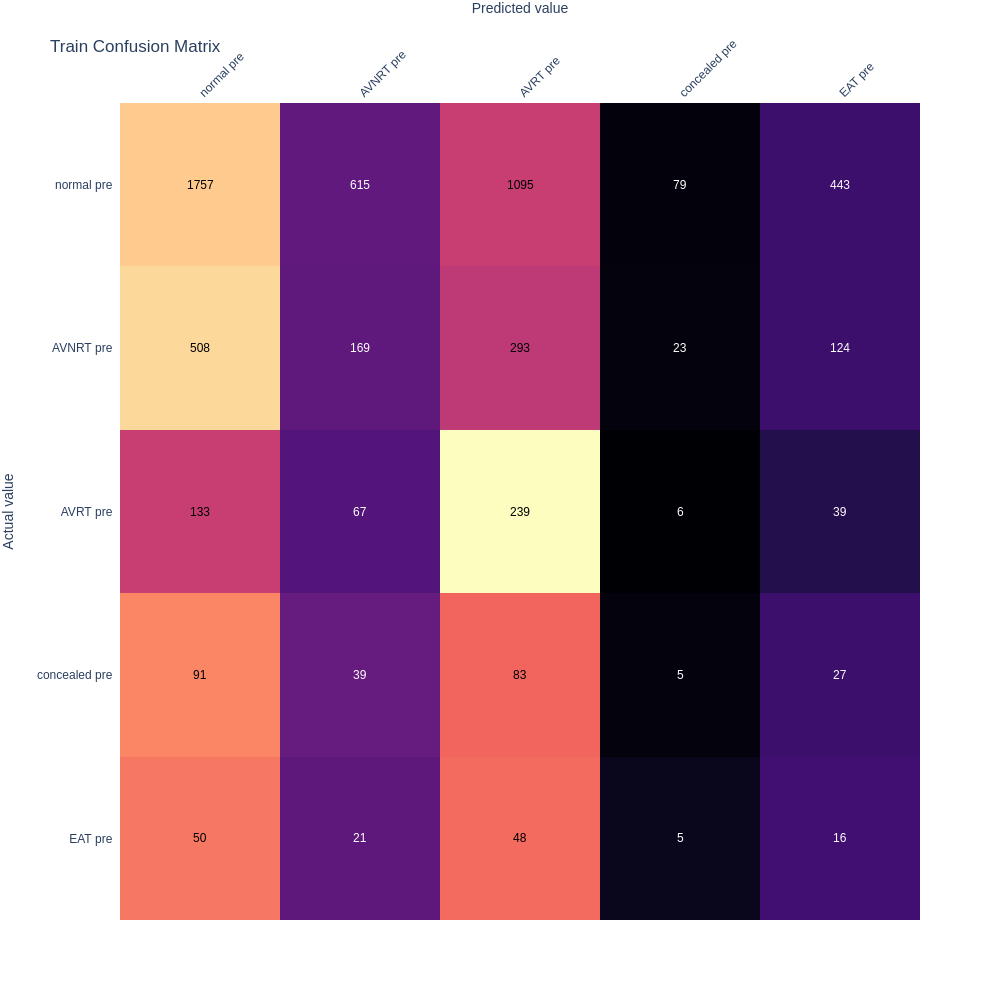 Predicted value
Train Confusion Matrix
normal pre
AVNRT pre
AVRT pre
concealed pre
EAT pre
normal pre 1757 615 1095 79 443
AVNRT pre 508 169 293 23 124
Actual value
AVRT pre 133 67 239 6 39
concealed pre 91 39 83 5 27
EAT pre 50 21 48 5 16